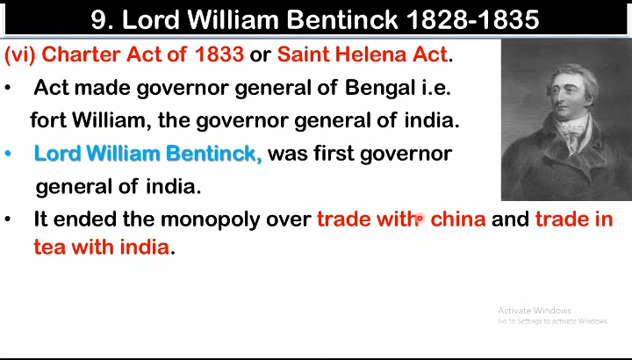 9. Lord William Bentinck 1828-1835
(vi) Charter Act of 1833 or Saint Helena Act.
• Act made governor general of Bengal i.e.
fort William, the governor general of india.
• Lord William Bentinck, was first governor
general of india.
• It ended the monopoly over trade with china and trade in
tea with india.
Activate Windows
Go to Settings to activate Windows.